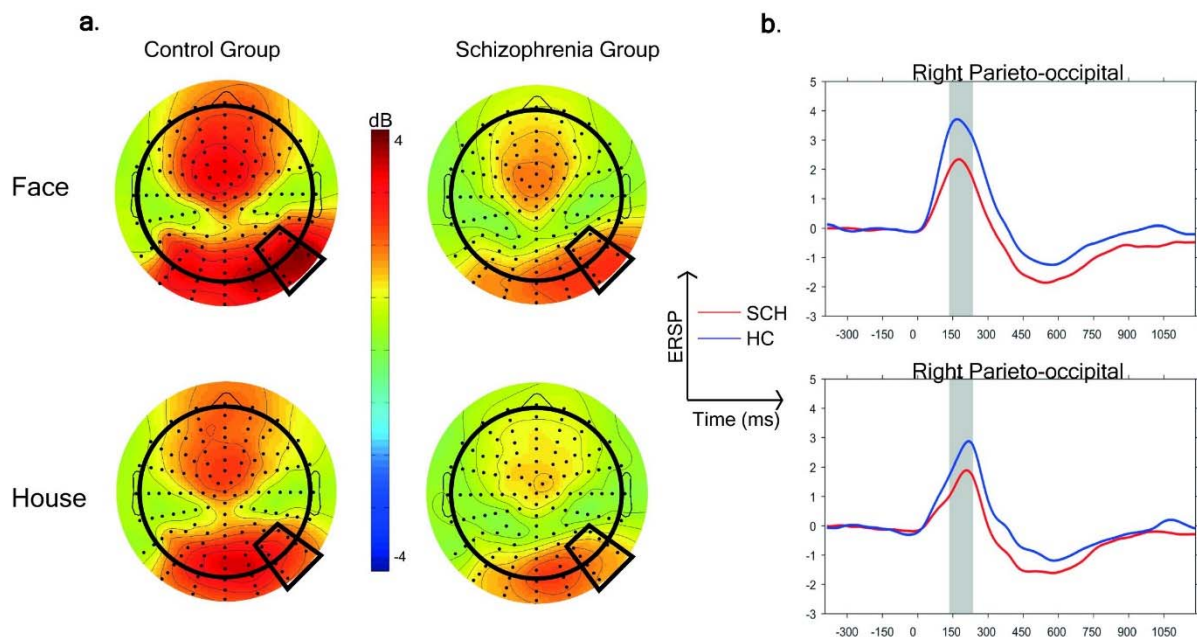 a.
Control Group
Schizophrenia Group
Face
House
dB
4
-4
b.
Right Parieto-occipital
5
4
3
2
1
0
-1
-2
-3
-300 -150 0 150 300 450 600 750 900 1050
ERSP
Time (ms)
SCH
HC
Right Parieto-occipital
5
4
3
2
1
0
-1
-2
-3
-300 -150 0 150 300 450 600 750 900 1050